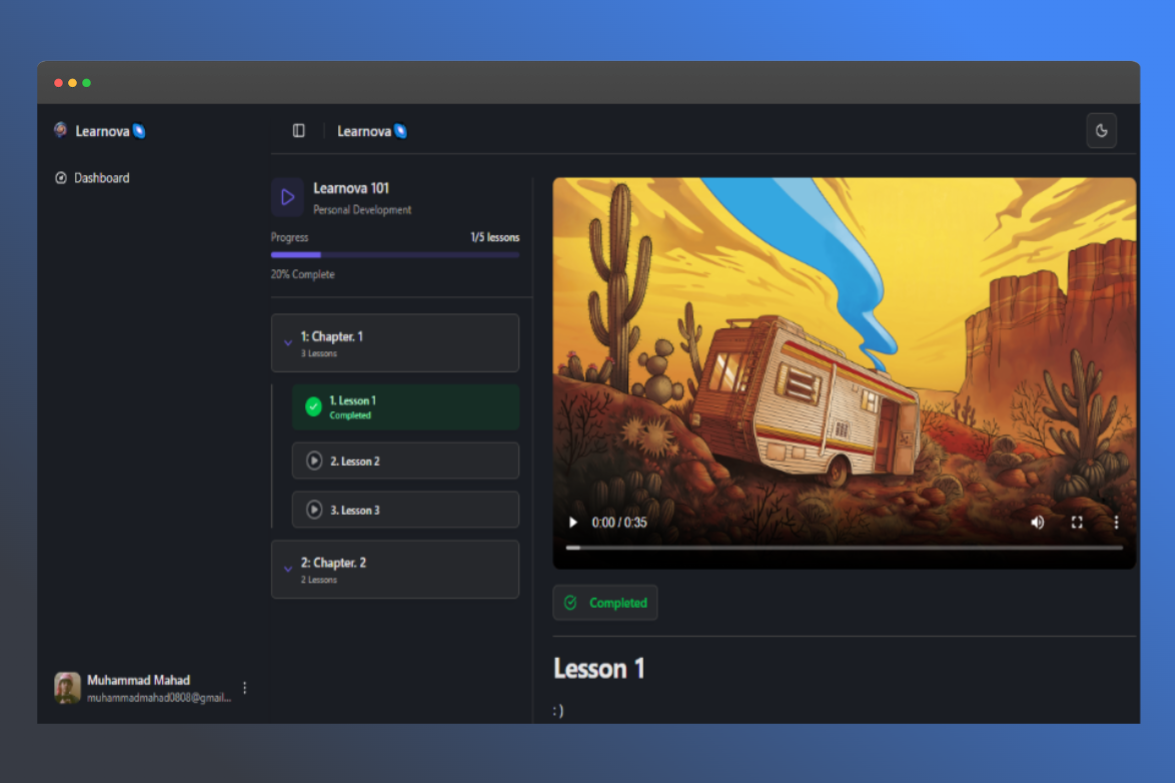 Learnova
Dashboard
Muhammad Mahad
muhammadmahad0808@gmail...
Learnova
Learnova 101
Personal Development
Progress
1/5 lessons
20% Complete
1: Chapter. 1
3 Lessons
1. Lesson 1
Completed
2. Lesson 2
3. Lesson 3
2: Chapter. 2
2 Lessons
0:00 / 0:35
Completed
Lesson 1
:)